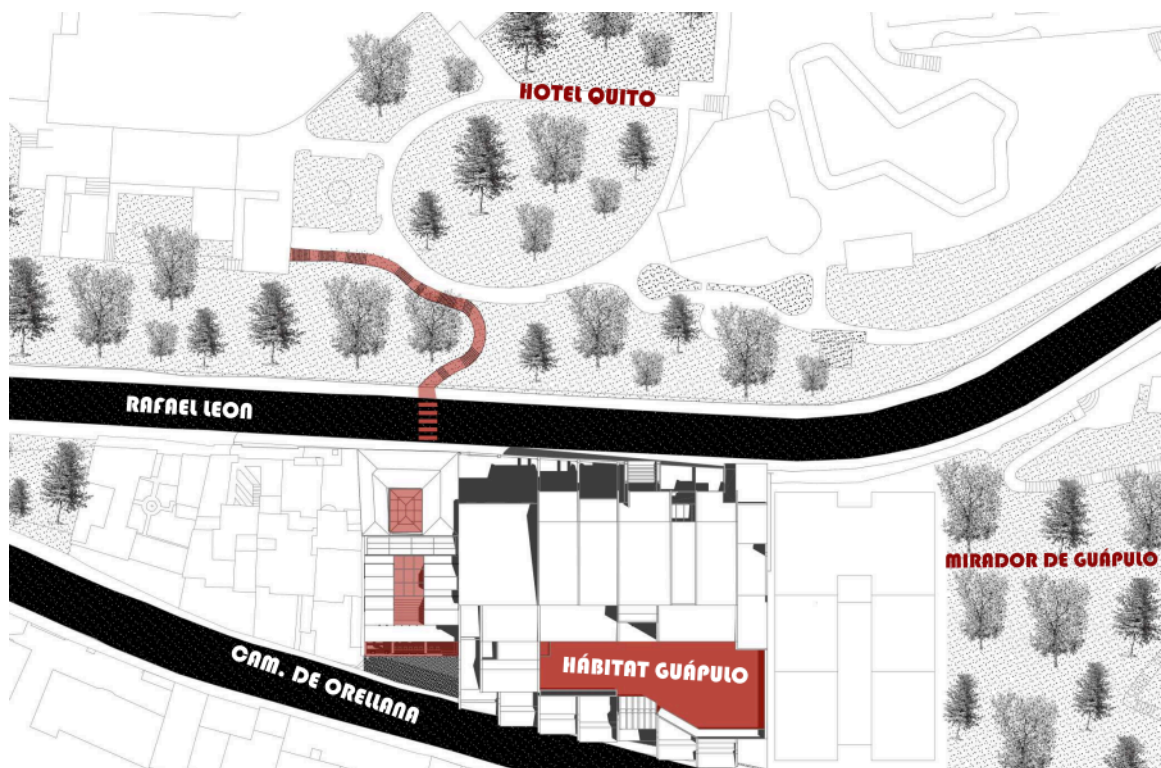 HOTEL QUITO
RAFAEL LEON
MIRADOR DE GUÁPULO
CAM. DE ORELLANA
HÁBITAT GUÁPULO